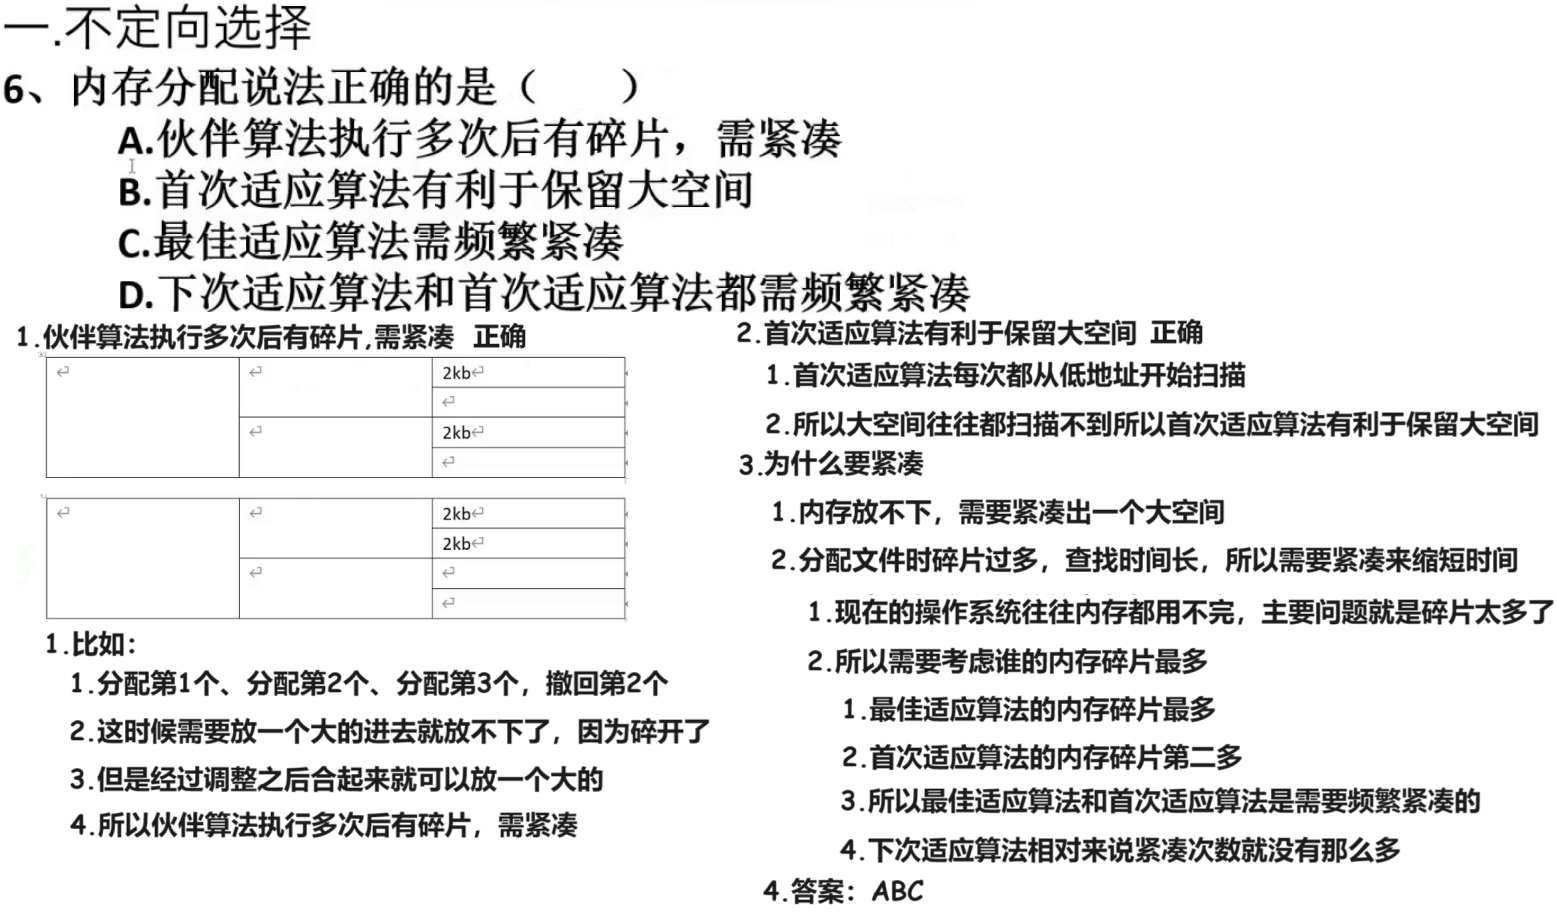 一.不定向选择
6、内存分配说法正确的是（ ）
A.伙伴算法执行多次后有碎片，需紧凑
B.首次适应算法有利于保留大空间
C.最佳适应算法需频繁紧凑
D.下次适应算法和首次适应算法都需频繁紧凑
1.伙伴算法执行多次后有碎片,需紧凑 正确
2kb
2kb
2kb
2kb
1.比如：
1.分配第1个、分配第2个、分配第3个，撤回第2个
2.这时候需要放一个大的进去就放不下了，因为碎开了
3.但是经过调整之后合起来就可以放一个大的
4.所以伙伴算法执行多次后有碎片，需紧凑
2.首次适应算法有利于保留大空间 正确
1.首次适应算法每次都从低地址开始扫描
2.所以大空间往往都扫描不到所以首次适应算法有利于保留大空间
3.为什么要紧凑
1.内存放不下，需要紧凑出一个大空间
2.分配文件时碎片过多，查找时间长，所以需要紧凑来缩短时间
1.现在的操作系统往往内存都用不完，主要问题就是碎片太多了
2.所以需要考虑谁的内存碎片最多
1.最佳适应算法的内存碎片最多
2.首次适应算法的内存碎片第二多
3.所以最佳适应算法和首次适应算法是需要频繁紧凑的
4.下次适应算法相对来说紧凑次数就没有那么多
4.答案：ABC